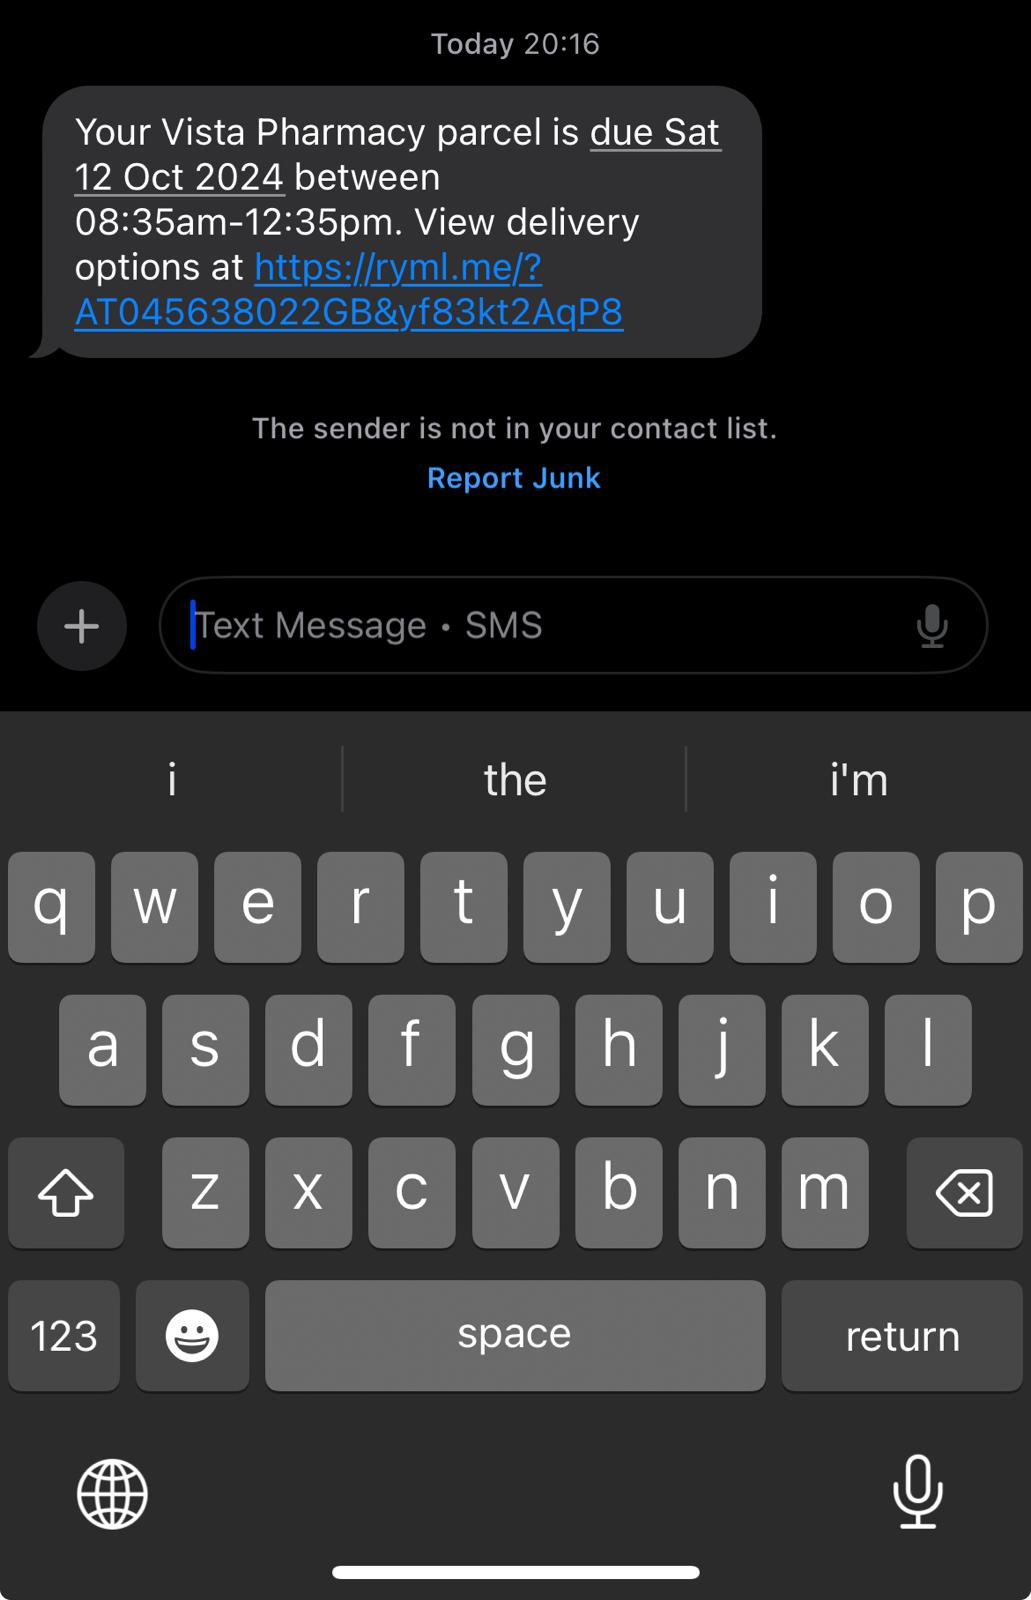 Today 20:16
Your Vista Pharmacy parcel is due Sat
12 Oct 2024 between
08:35am-12:35pm. View delivery
options at https://ryml.me/?
AT045638022GB&yf83kt2AqP8
The sender is not in your contact list.
Report Junk
Text Message • SMS
i the i'm
q w e r t y u i o p
a s d f g h j k l
z x c v b n m
123 space return